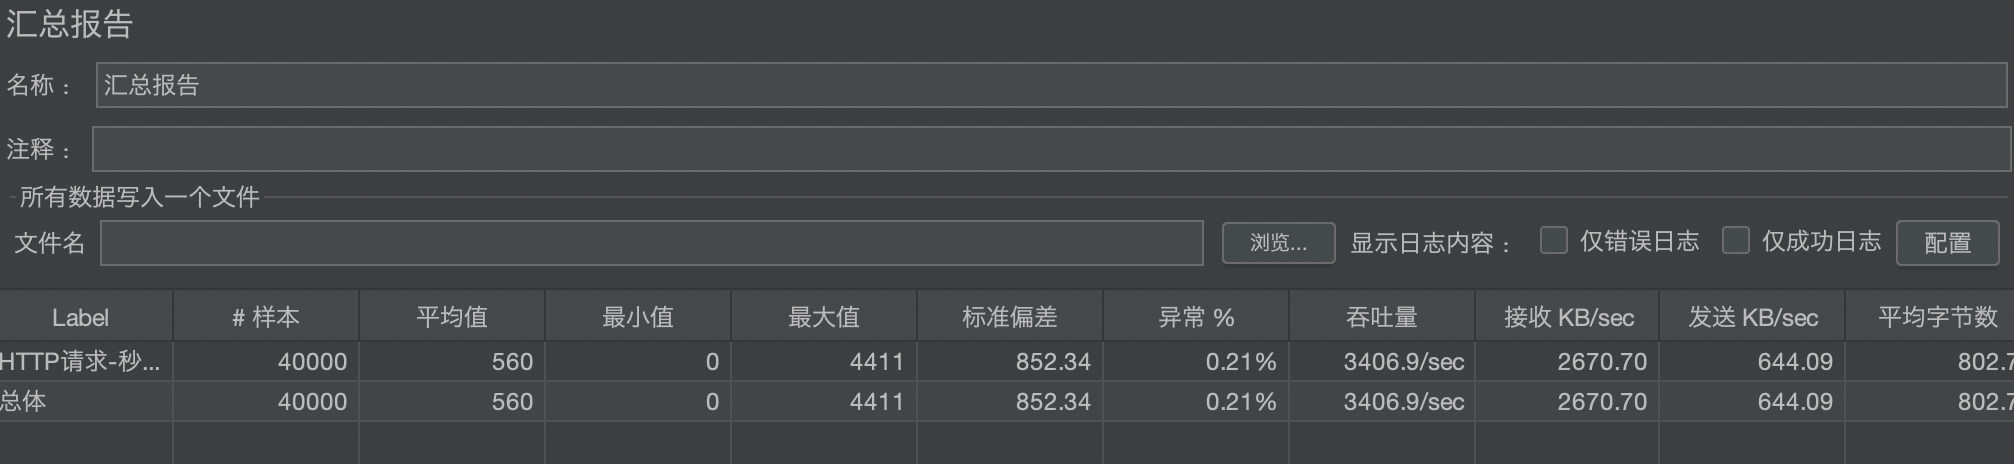 汇总报告
名称： 汇总报告
注释：
所有数据写入一个文件
文件名 浏览... 显示日志内容： 仅错误日志 仅成功日志 配置
Label # 样本 平均值 最小值 最大值 标准偏差 异常 % 吞吐量 接收 KB/sec 发送 KB/sec 平均字节数
HTTP请求-秒... 40000 560 0 4411 852.34 0.21% 3406.9/sec 2670.70 644.09 802.7
总体 40000 560 0 4411 852.34 0.21% 3406.9/sec 2670.70 644.09 802.7